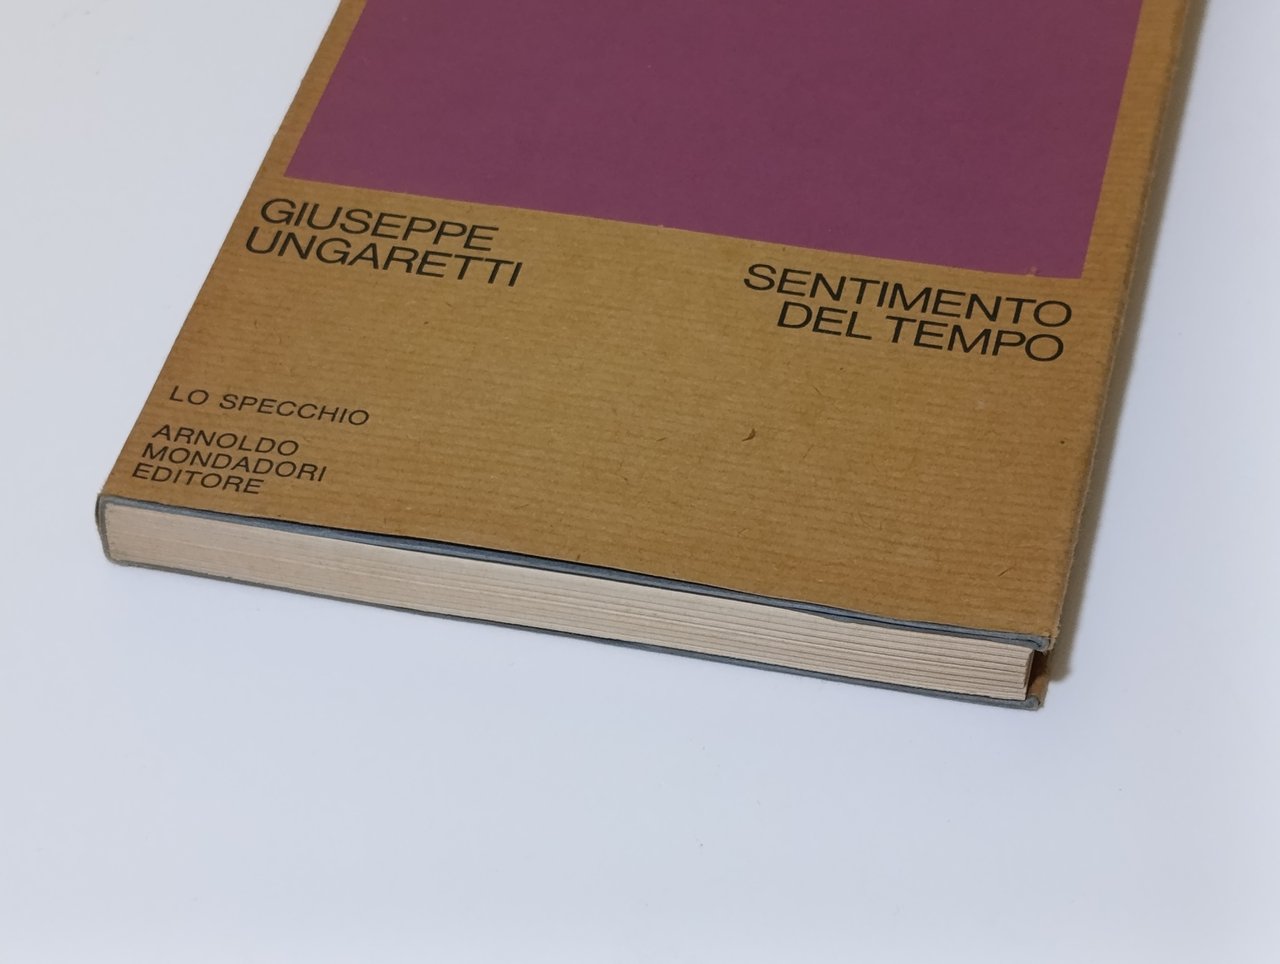 GIUSEPPE
UNGARETTI
SENTIMENTO
DEL TEMPO
LO SPECCHIO
ARNOLDO
MONDADORI
EDITORE